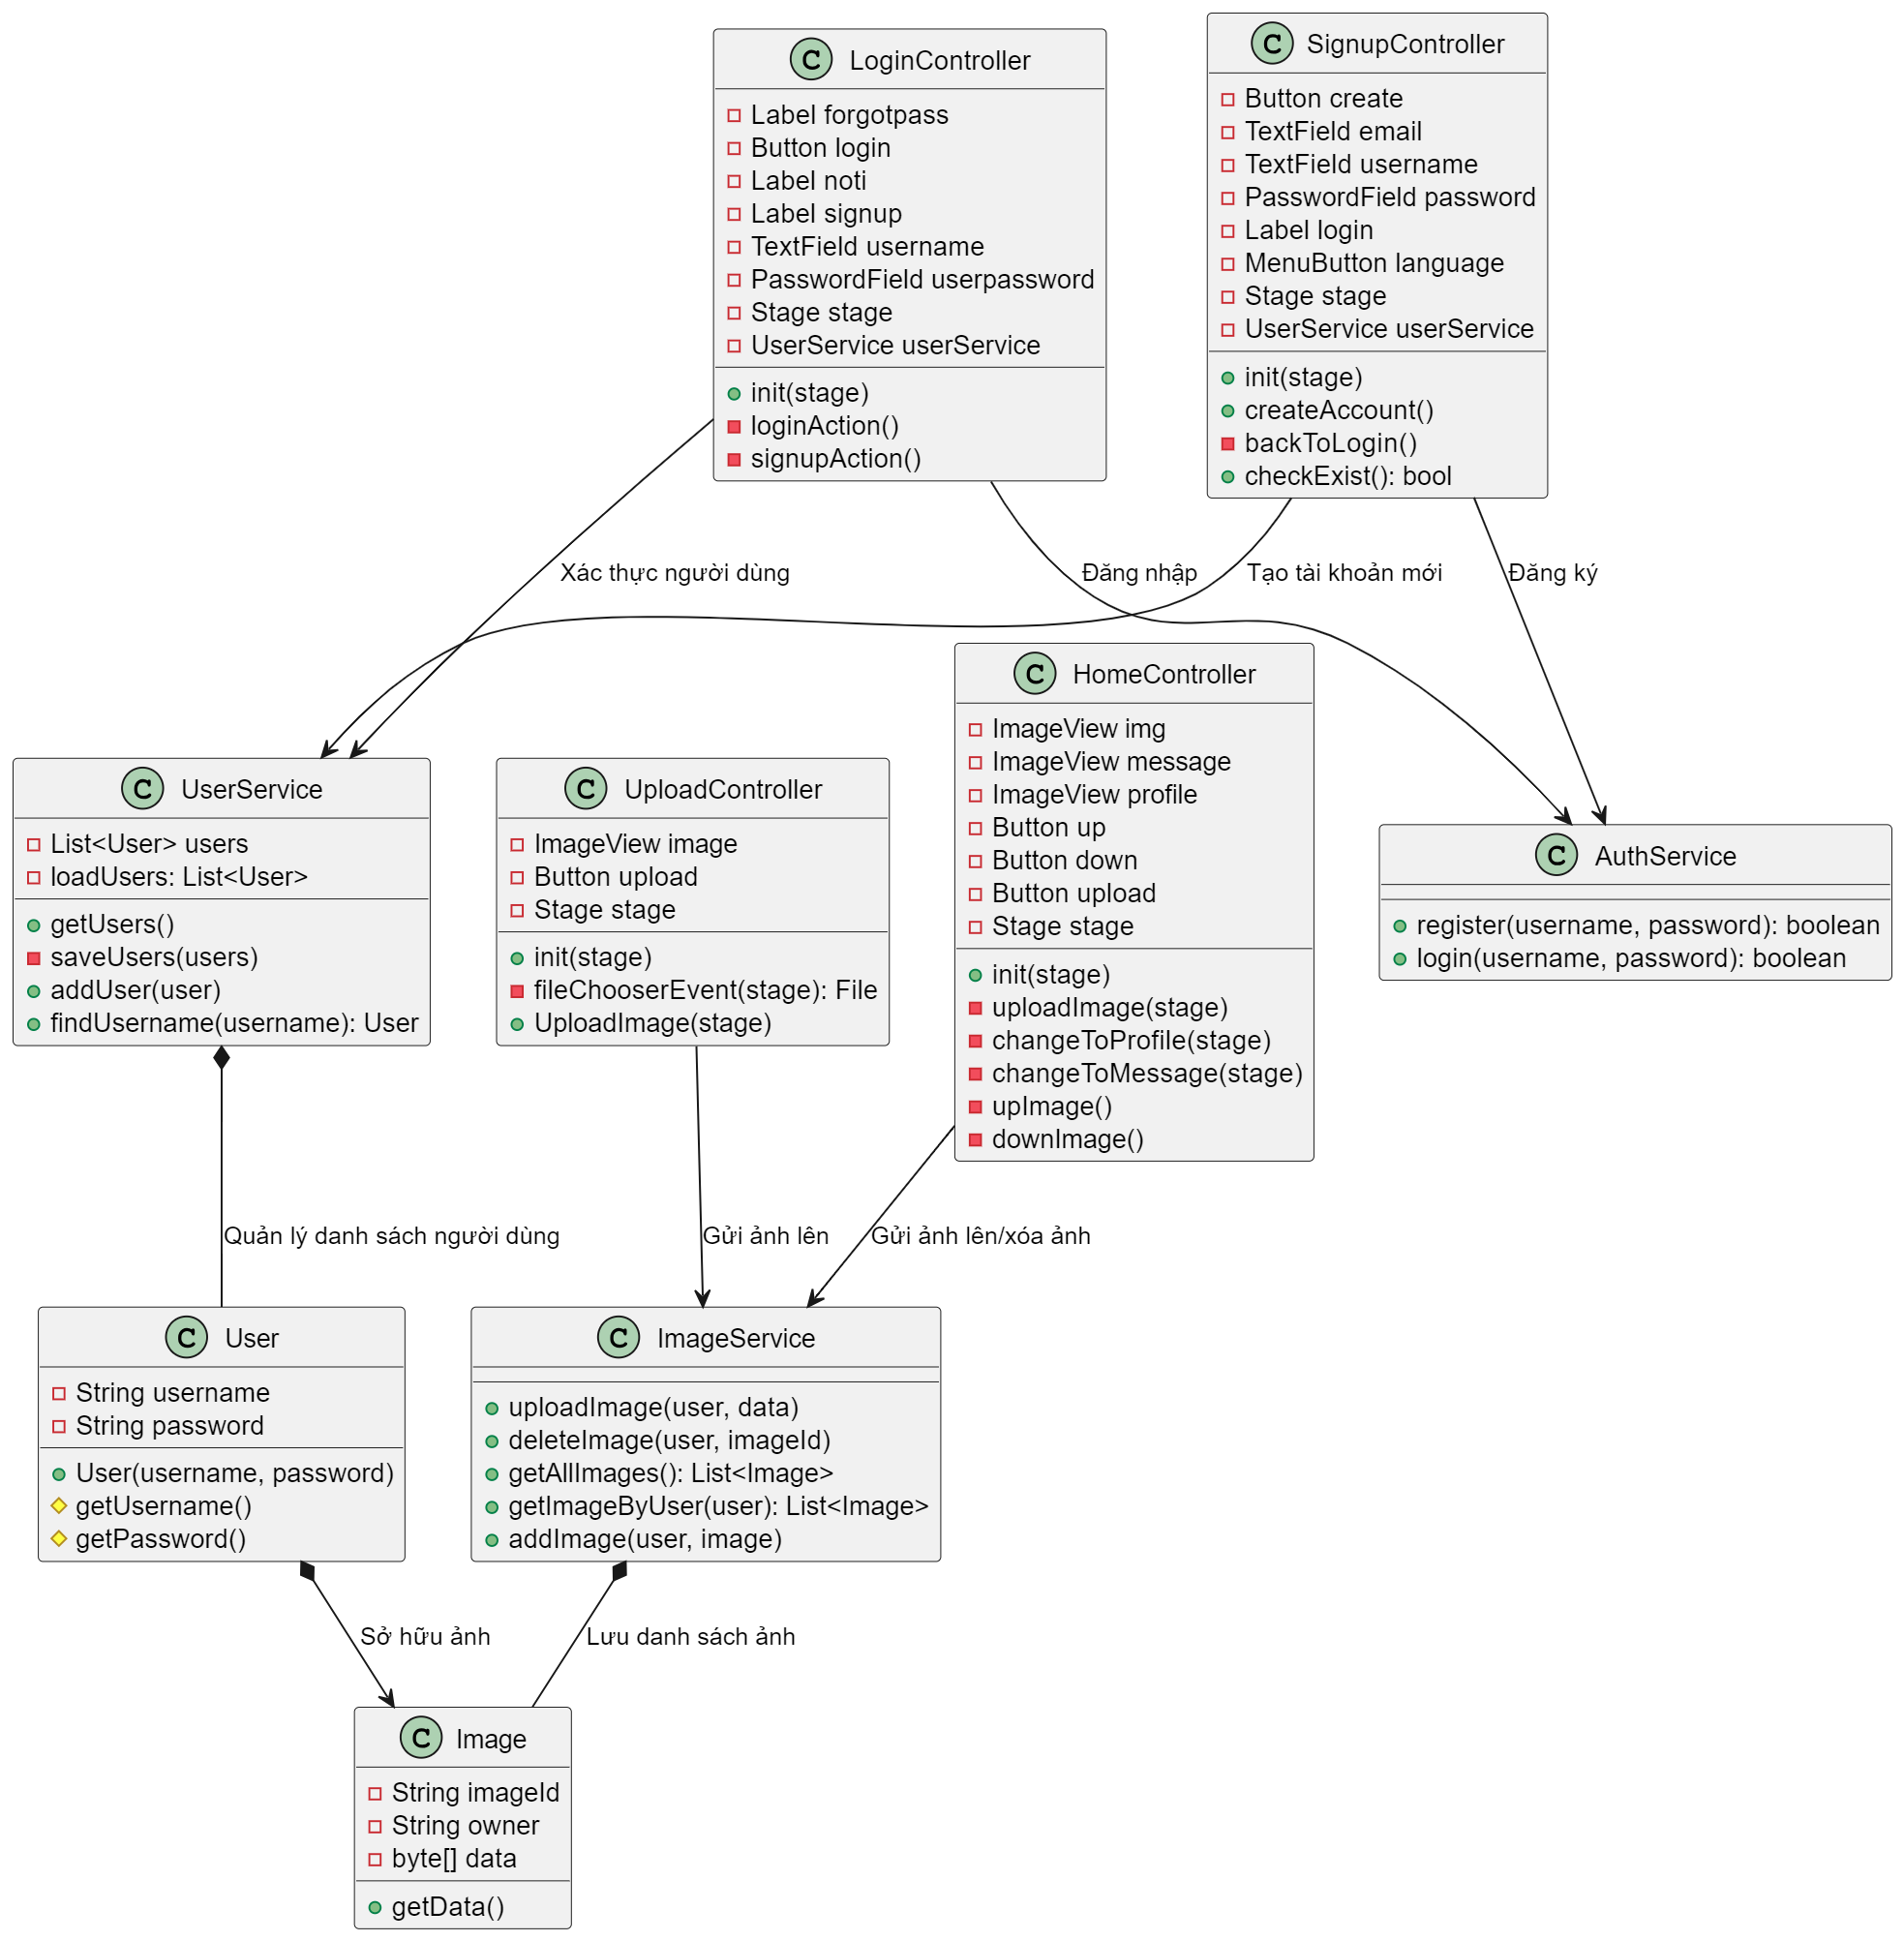 C LoginController
Label forgotpass
Button login
Label noti
Label signup
TextField username
PasswordField userpassword
Stage stage
UserService userService
init(stage)
loginAction()
signupAction()
C SignupController
Button create
TextField email
TextField username
PasswordField password
Label login
MenuButton language
Stage stage
UserService userService
init(stage)
createAccount()
backToLogin()
checkExist(): bool
Xác thực người dùng
Đăng nhập
Tạo tài khoản mới
Đăng ký
C UserService
List<User> users
loadUsers: List<User>
getUsers()
saveUsers(users)
addUser(user)
findUsername(username): User
C UploadController
ImageView image
Button upload
Stage stage
init(stage)
fileChooserEvent(stage): File
UploadImage(stage)
C HomeController
ImageView img
ImageView message
ImageView profile
Button up
Button down
Button upload
Stage stage
init(stage)
uploadImage(stage)
changeToProfile(stage)
changeToMessage(stage)
upImage()
downImage()
C AuthService
register(username, password): boolean
login(username, password): boolean
Quản lý danh sách người dùng
Gửi ảnh lên
Gửi ảnh lên/xóa ảnh
C User
String username
String password
User(username, password)
getUsername()
getPassword()
C ImageService
uploadImage(user, data)
deleteImage(user, imageId)
getAllImages(): List<Image>
getImageByUser(user): List<Image>
addImage(user, image)
Sở hữu ảnh
Lưu danh sách ảnh
C Image
String imageId
String owner
byte[] data
getData()